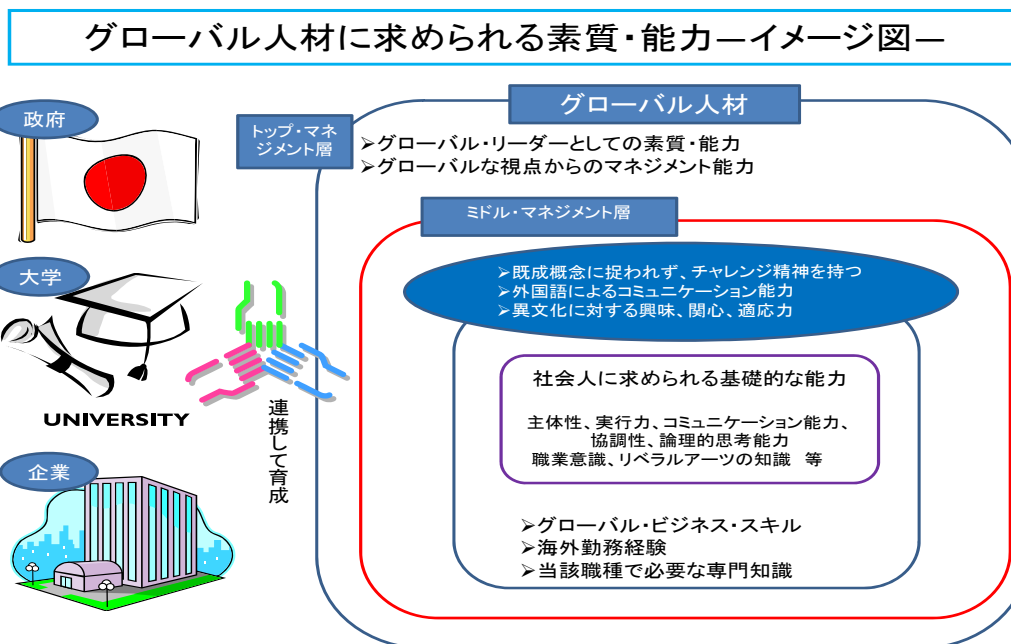 グローバル人材に求められる素質・能力―イメージ図―
政府
大学
UNIVERSITY
企業
連携して育成
グローバル人材
トップ・マネ
ジメント層
➢グローバル・リーダーとしての素質・能力
➢グローバルな視点からのマネジメント能力
ミドル・マネジメント層
➢既成概念に捉われず、チャレンジ精神を持つ
➢外国語によるコミュニケーション能力
➢異文化に対する興味、関心、適応力
社会人に求められる基礎的な能力
主体性、実行力、コミュニケーション能力、
協調性、論理的思考能力
職業意識、リベラルアーツの知識 等
➢グローバル・ビジネス・スキル
➢海外勤務経験
➢当該職種で必要な専門知識